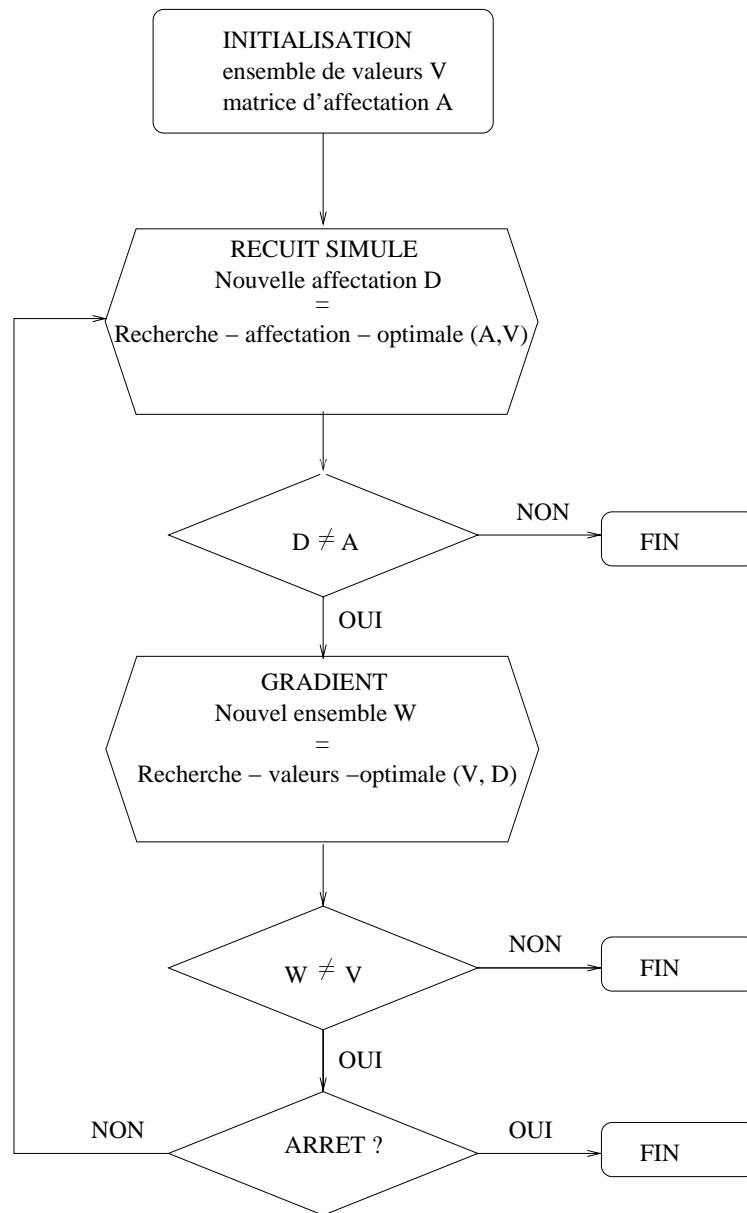 INITIALISATION
ensemble de valeurs V
matrice d'affectation A
RECUIT SIMULE
Nouvelle affectation D
=
Recherche – affectation – optimale (A,V)
D ≠ A
NON
FIN
OUI
GRADIENT
Nouvel ensemble W
=
Recherche – valeurs –optimale (V, D)
W ≠ V
NON
FIN
OUI
NON
ARRET ?
OUI
FIN